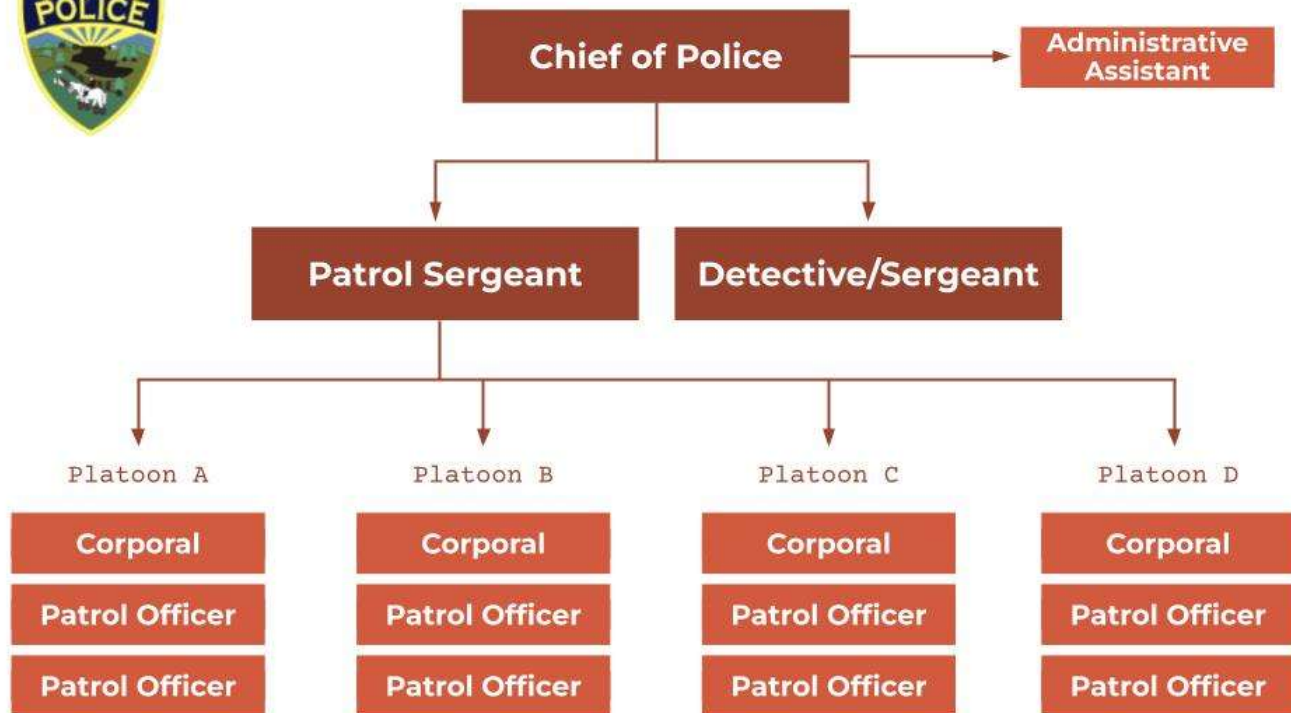 POLICE
Chief of Police
Administrative
Assistant
Patrol Sergeant
Detective/Sergeant
Platoon A
Platoon B
Platoon C
Platoon D
Corporal
Corporal
Corporal
Corporal
Patrol Officer
Patrol Officer
Patrol Officer
Patrol Officer
Patrol Officer
Patrol Officer
Patrol Officer
Patrol Officer